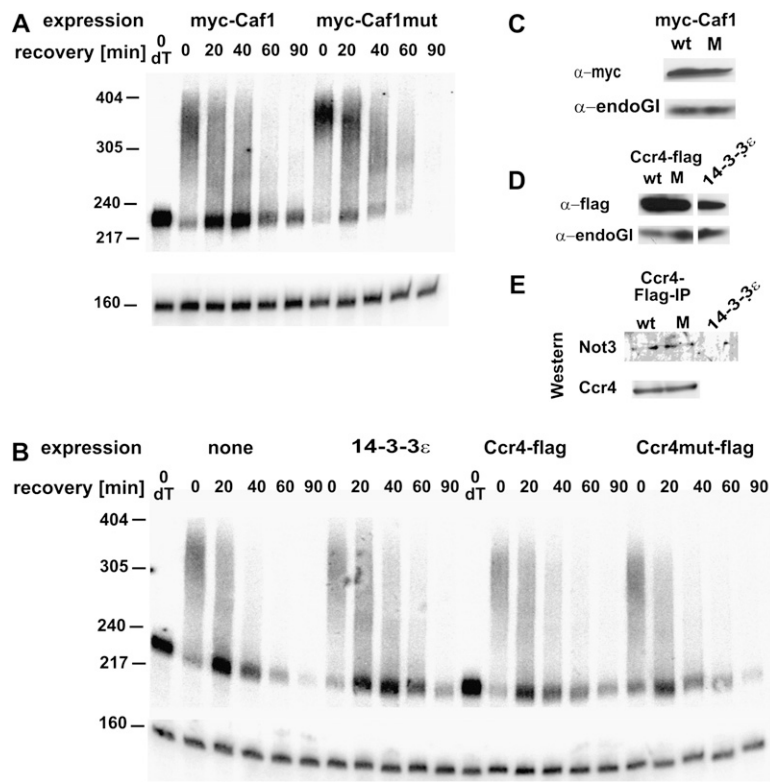 A expression myc-Caf1 myc-Caf1mut
recovery [min] 0 dT 0 20 40 60 90 0 20 40 60 90
404
305
240
217
160
C myc-Caf1
wt M
α-myc
α-endoGI
D Ccr4-flag 14-3-3ε
wt M
α-flag
α-endoGI
E Ccr4-
Flag-IP 14-3-3ε
wt M
Western
Not3
Ccr4
B expression none 14-3-3ε Ccr4-flag Ccr4mut-flag
recovery [min] 0 dT 0 20 40 60 90 0 20 40 60 90 0 dT 0 20 40 60 90 0 20 40 60 90
404
305
240
217
160